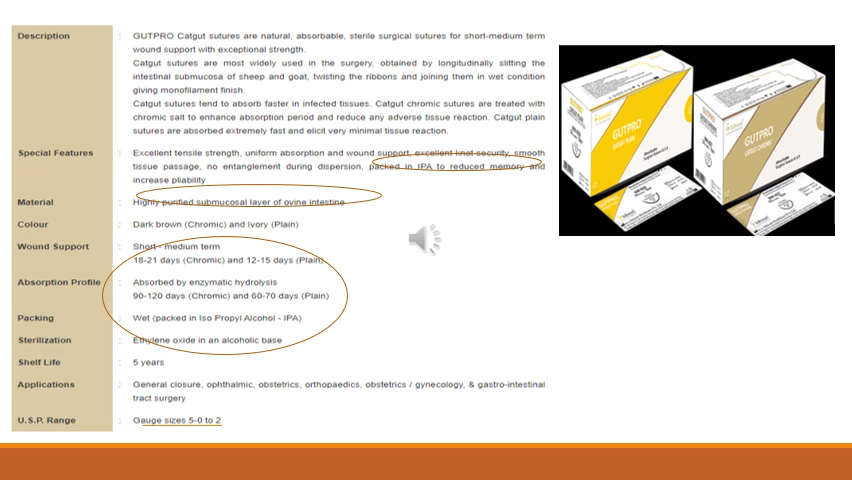 Description : GUTPRO Catgut sutures are natural, absorbable, sterile surgical sutures for short-medium term
wound support with exceptional strength.
Catgut sutures are most widely used in the surgery, obtained by longitudinally slitting the
intestinal submucosa of sheep and goat, twisting the ribbons and joining them in wet condition
giving monofilament finish.
Catgut sutures tend to absorb faster in infected tissues. Catgut chromic sutures are treated with
chromic salt to enhance absorption period and reduce any adverse tissue reaction. Catgut plain
sutures are absorbed extremely fast and elicit very minimal tissue reaction.
Special Features : Excellent tensile strength, uniform absorption and wound support, excellent knot security, smooth
tissue passage, no entanglement during dispersion, packed in IPA to reduced memory and
increase pliability
Material : Highly purified submucosal layer of ovine intestine
Colour : Dark brown (Chromic) and Ivory (Plain)
Wound Support : Short - medium term
18-21 days (Chromic) and 12-15 days (Plain)
Absorption Profile : Absorbed by enzymatic hydrolysis
90-120 days (Chromic) and 60-70 days (Plain)
Packing : Wet (packed in Iso Propyl Alcohol - IPA)
Sterilization : Ethylene oxide in an alcoholic base
Shelf Life : 5 years
Applications : General closure, ophthalmic, obstetrics, orthopaedics, obstetrics / gynecology, & gastro-intestinal
tract surgery
U.S.P. Range : Gauge sizes 5-0 to 2
GUTPRO
CATGUT PLAIN
GUTPRO
CATGUT CHROMIC